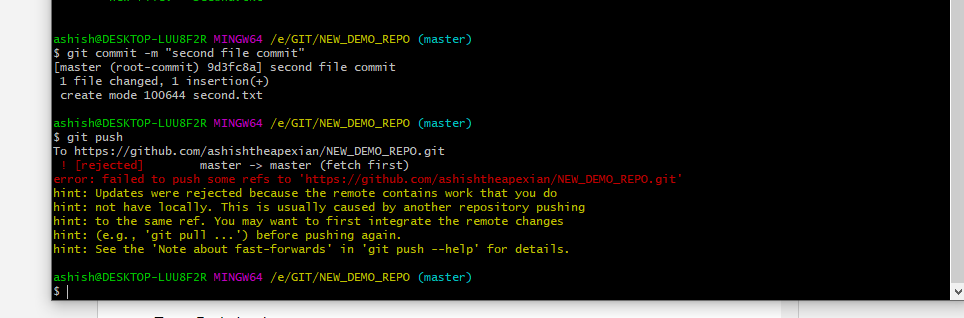 ashish@DESKTOP-LUU8F2R MINGW64 /e/GIT/NEW_DEMO_REPO (master)
$ git commit -m "second file commit"
[master (root-commit) 9d3fc8a] second file commit
 1 file changed, 1 insertion(+)
 create mode 100644 second.txt
ashish@DESKTOP-LUU8F2R MINGW64 /e/GIT/NEW_DEMO_REPO (master)
$ git push
To https://github.com/ashishtheapexian/NEW_DEMO_REPO.git
 ! [rejected]        master -> master (fetch first)
error: failed to push some refs to 'https://github.com/ashishtheapexian/NEW_DEMO_REPO.git'
hint: Updates were rejected because the remote contains work that you do
hint: not have locally. This is usually caused by another repository pushing
hint: to the same ref. You may want to first integrate the remote changes
hint: (e.g., 'git pull ...') before pushing again.
hint: See the 'Note about fast-forwards' in 'git push --help' for details.
ashish@DESKTOP-LUU8F2R MINGW64 /e/GIT/NEW_DEMO_REPO (master)
$